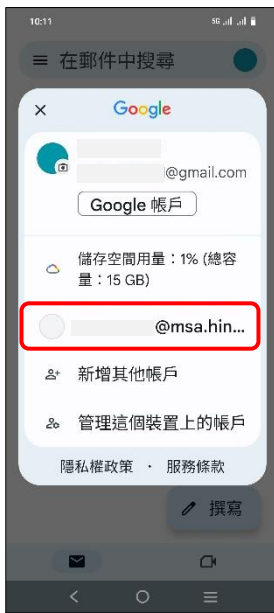 10:11
5G
在郵件中搜尋
Google
@gmail.com
Google 帳戶
儲存空間用量：1% (總容
量：15 GB)
@msa.hin...
新增其他帳戶
管理這個裝置上的帳戶
隱私權政策 · 服務條款
撰寫